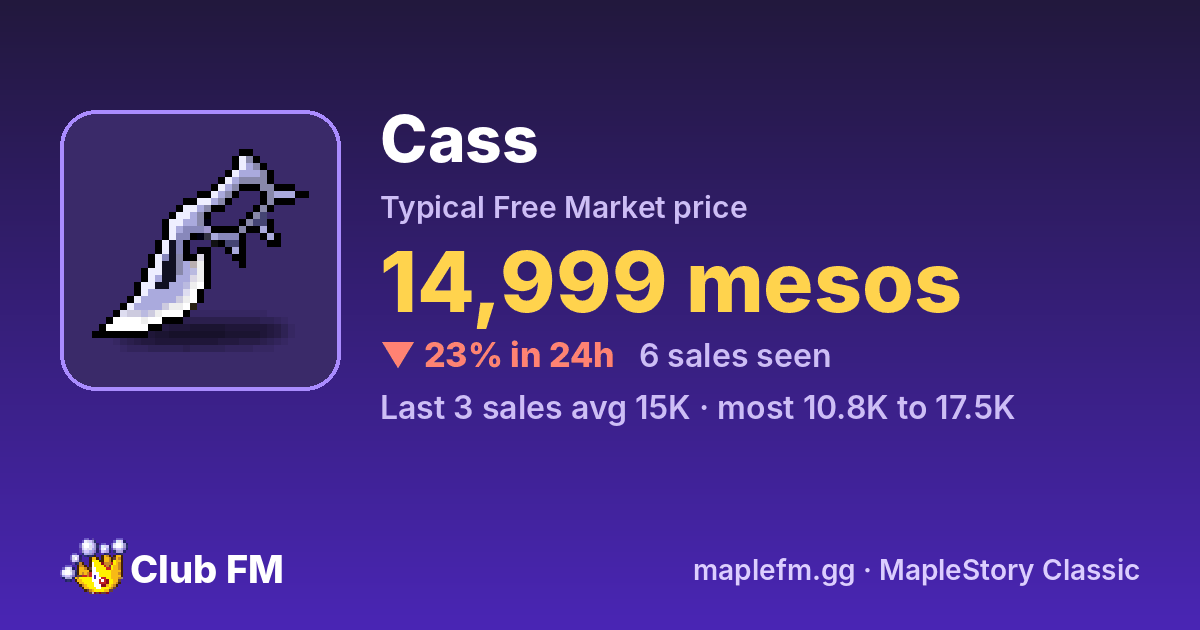 Cass
Typical Free Market price
14,999 mesos
▼ 23% in 24h 6 sales seen
Last 3 sales avg 15K · most 10.8K to 17.5K
Club FM
maplefm.gg · MapleStory Classic